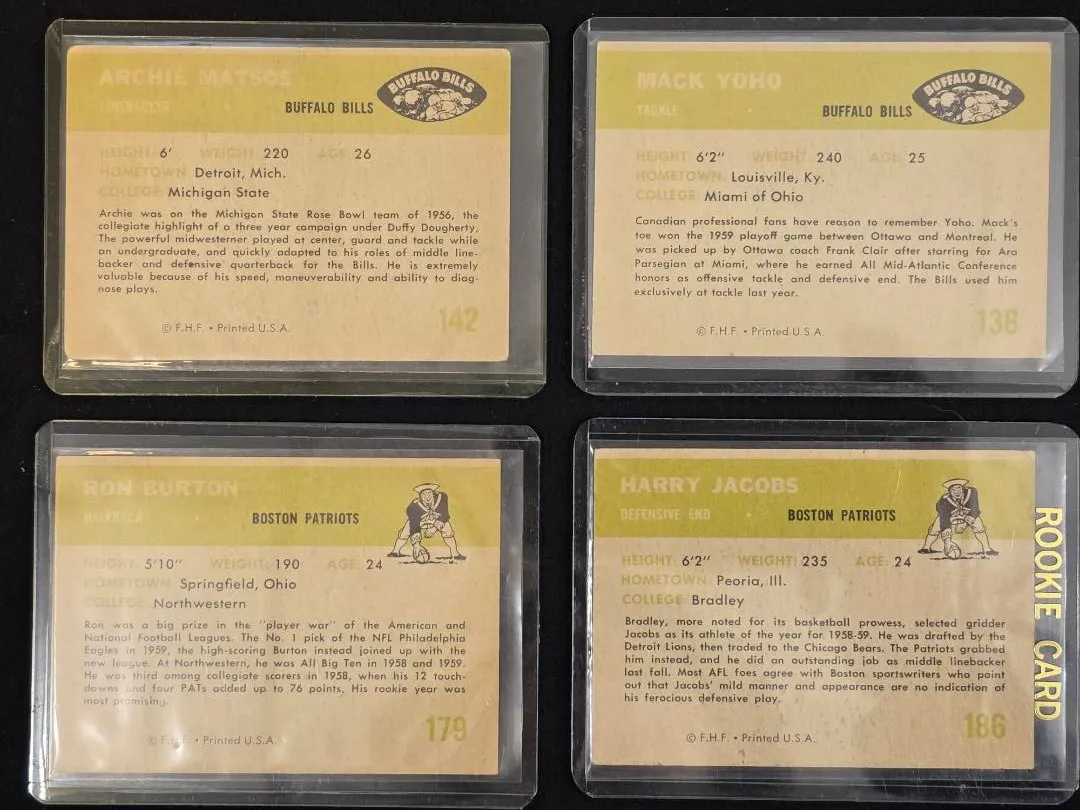 ARCHIE MATSOS
LINEBACKER
BUFFALO BILLS
BUFFALO BILLS
HEIGHT: 6' WEIGHT: 220 AGE: 26
HOMETOWN: Detroit, Mich.
COLLEGE: Michigan State
Archie was on the Michigan State Rose Bowl team of 1956, the
collegiate highlight of a three year campaign under Duffy Dougherty.
The powerful midwesterner played at center, guard and tackle while
an undergraduate, and quickly adapted to his roles of middle line-
backer and defensive quarterback for the Bills. He is extremely
valuable because of his speed, maneuverability and ability to diag-
nose plays.
© F.H.F. • Printed U.S.A.
142
MACK YOHO
TACKLE
BUFFALO BILLS
BUFFALO BILLS
HEIGHT: 6'2" WEIGHT: 240 AGE: 25
HOMETOWN: Louisville, Ky.
COLLEGE: Miami of Ohio
Canadian professional fans have reason to remember Yoho. Mack's
toe won the 1959 playoff game between Ottawa and Montreal. He
was picked up by Ottawa coach Frank Clair after starring for Ara
Parsegian at Miami, where he earned All Mid-Atlantic Conference
honors as offensive tackle and defensive end. The Bills used him
exclusively at tackle last year.
© F.H.F. • Printed U.S.A.
138
RON BURTON
HALFBACK
BOSTON PATRIOTS
HEIGHT: 5'10" WEIGHT: 190 AGE: 24
HOMETOWN: Springfield, Ohio
COLLEGE: Northwestern
Ron was a big prize in the "player war" of the American and
National Football Leagues. The No. 1 pick of the NFL Philadelphia
Eagles in 1959, the high-scoring Burton instead joined up with the
new league. At Northwestern, he was All Big Ten in 1958 and 1959.
He was third among collegiate scorers in 1958, when his 12 touch-
downs and four PATs added up to 76 points. His rookie year was
most promising.
© F.H.F. • Printed U.S.A.
179
HARRY JACOBS
DEFENSIVE END
BOSTON PATRIOTS
HEIGHT: 6'2" WEIGHT: 235 AGE: 24
HOMETOWN: Peoria, Ill.
COLLEGE: Bradley
Bradley, more noted for its basketball prowess, selected gridder
Jacobs as its athlete of the year for 1958-59. He was drafted by the
Detroit Lions, then traded to the Chicago Bears. The Patriots grabbed
him instead, and he did an outstanding job as middle linebacker
last fall. Most AFL foes agree with Boston sportswriters who point
out that Jacobs' mild manner and appearance are no indication of
his ferocious defensive play.
© F.H.F. • Printed U.S.A.
186
ROOKIE CARD